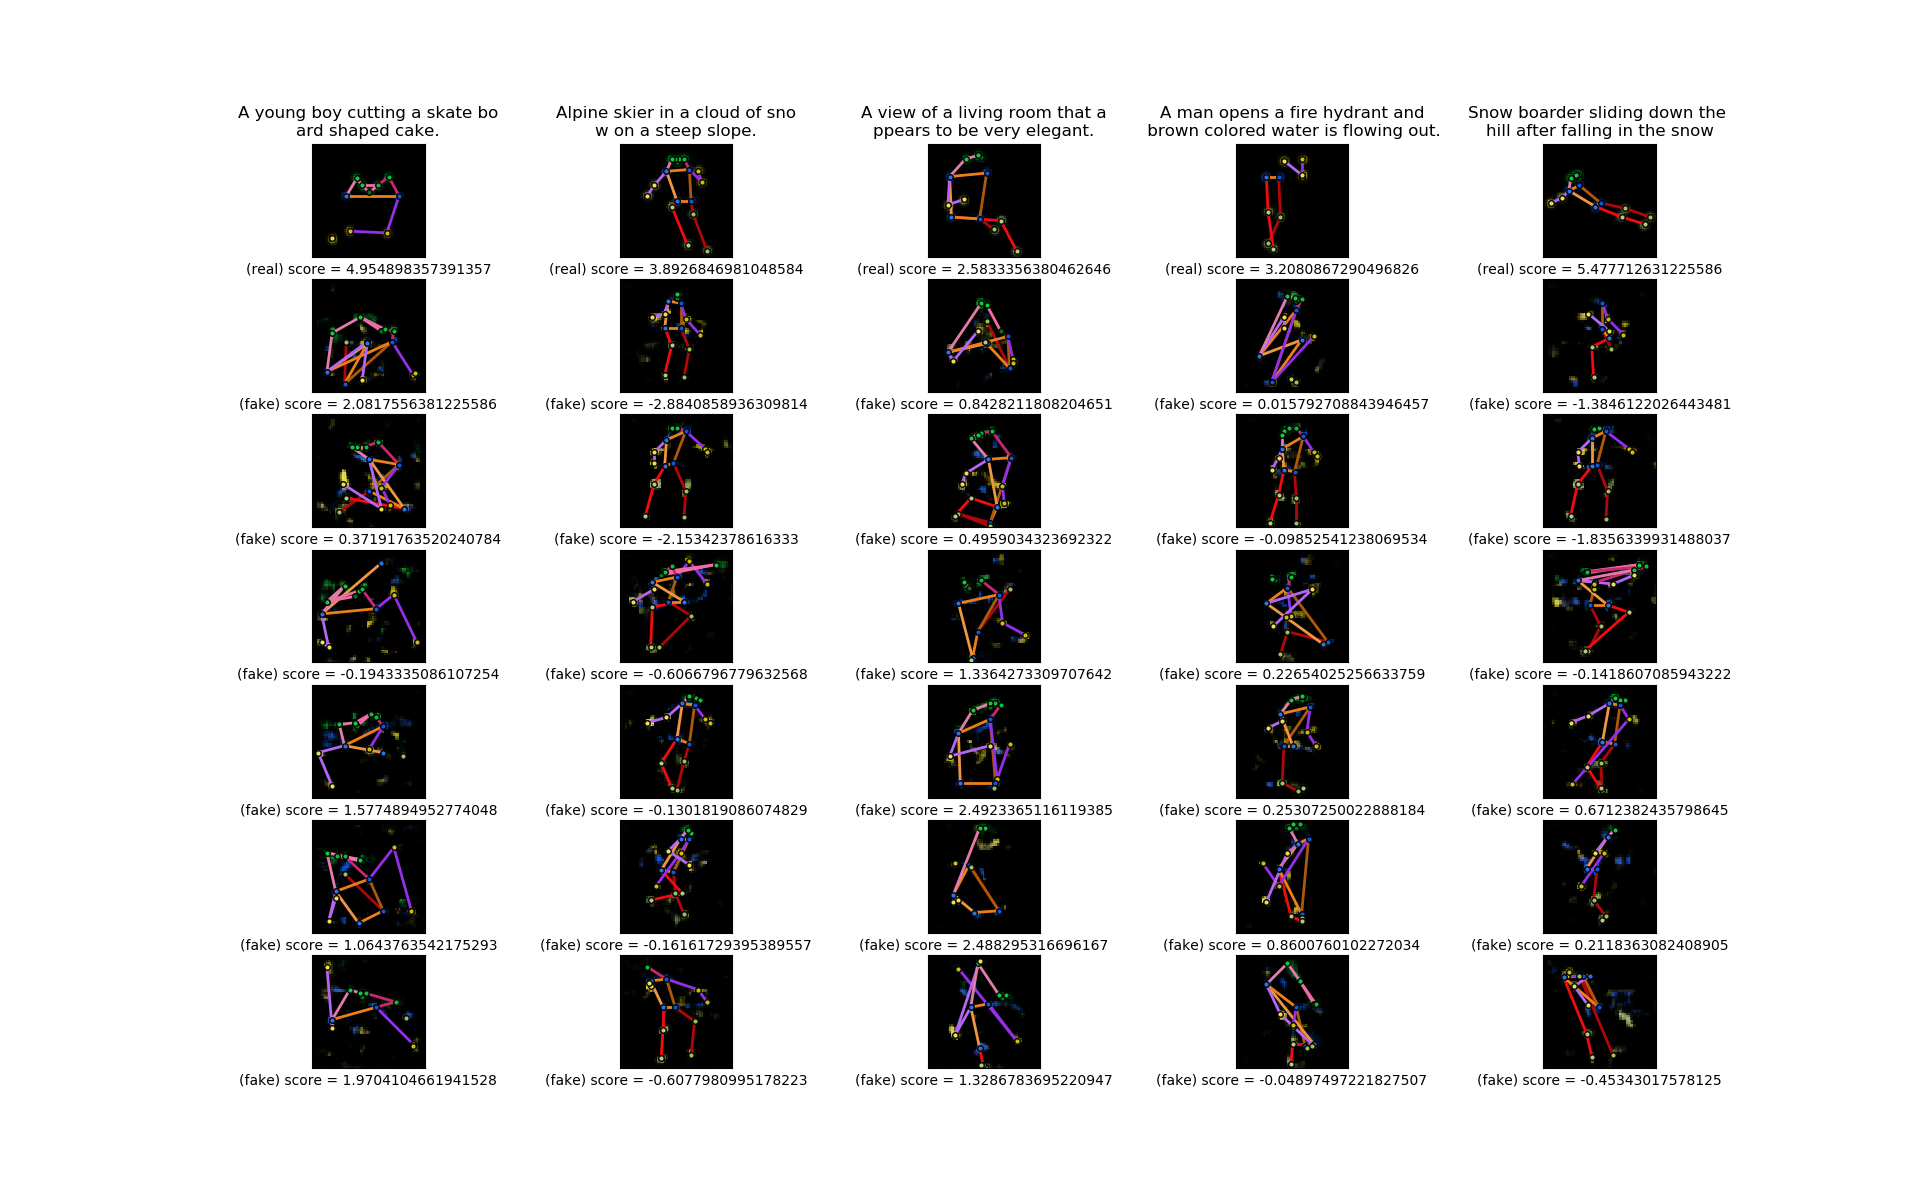 A young boy cutting a skate bo
ard shaped cake.
Alpine skier in a cloud of sno
w on a steep slope.
A view of a living room that a
ppears to be very elegant.
A man opens a fire hydrant and
brown colored water is flowing out.
Snow boarder sliding down the
hill after falling in the snow
(real) score = 4.954898357391357
(real) score = 3.8926846981048584
(real) score = 2.5833356380462646
(real) score = 3.2080867290496826
(real) score = 5.477712631225586
(fake) score = 2.0817556381225586
(fake) score = -2.8840858936309814
(fake) score = 0.8428211808204651
(fake) score = 0.015792708843946457
(fake) score = -1.3846122026443481
(fake) score = 0.37191763520240784
(fake) score = -2.15342378616333
(fake) score = 0.4959034323692322
(fake) score = -0.09852541238069534
(fake) score = -1.8356339931488037
(fake) score = -0.1943335086107254
(fake) score = -0.6066796779632568
(fake) score = 1.3364273309707642
(fake) score = 0.22654025256633759
(fake) score = -0.1418607085943222
(fake) score = 1.5774894952774048
(fake) score = -0.1301819086074829
(fake) score = 2.4923365116119385
(fake) score = 0.25307250022888184
(fake) score = 0.6712382435798645
(fake) score = 1.0643763542175293
(fake) score = -0.16161729395389557
(fake) score = 2.488295316696167
(fake) score = 0.8600760102272034
(fake) score = 0.2118363082408905
(fake) score = 1.9704104661941528
(fake) score = -0.6077980995178223
(fake) score = 1.3286783695220947
(fake) score = -0.04897497221827507
(fake) score = -0.45343017578125